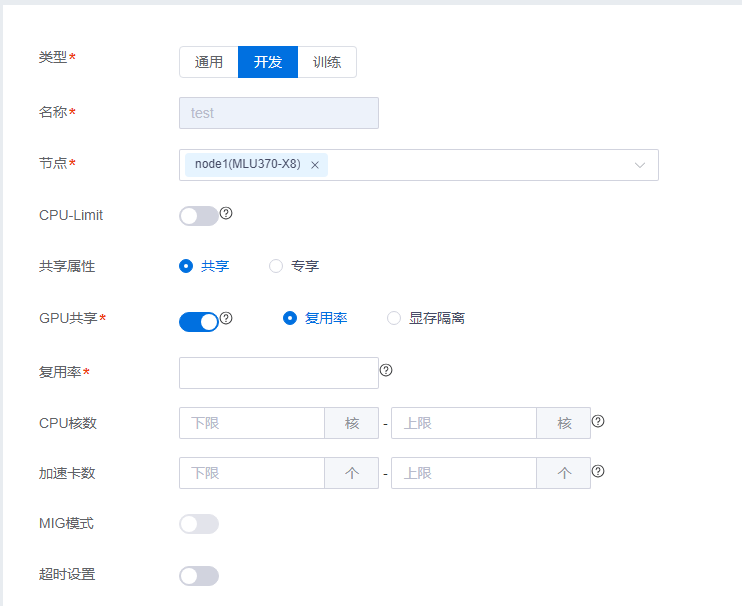 类型* 通用 开发 训练
名称* test
节点* node1(MLU370-X8) ×
CPU-Limit ?
共享属性 共享 专享
GPU共享* ? 复用率 显存隔离
复用率* ?
CPU核数 下限 核 - 上限 核 ?
加速卡数 下限 个 - 上限 个 ?
MIG模式
超时设置